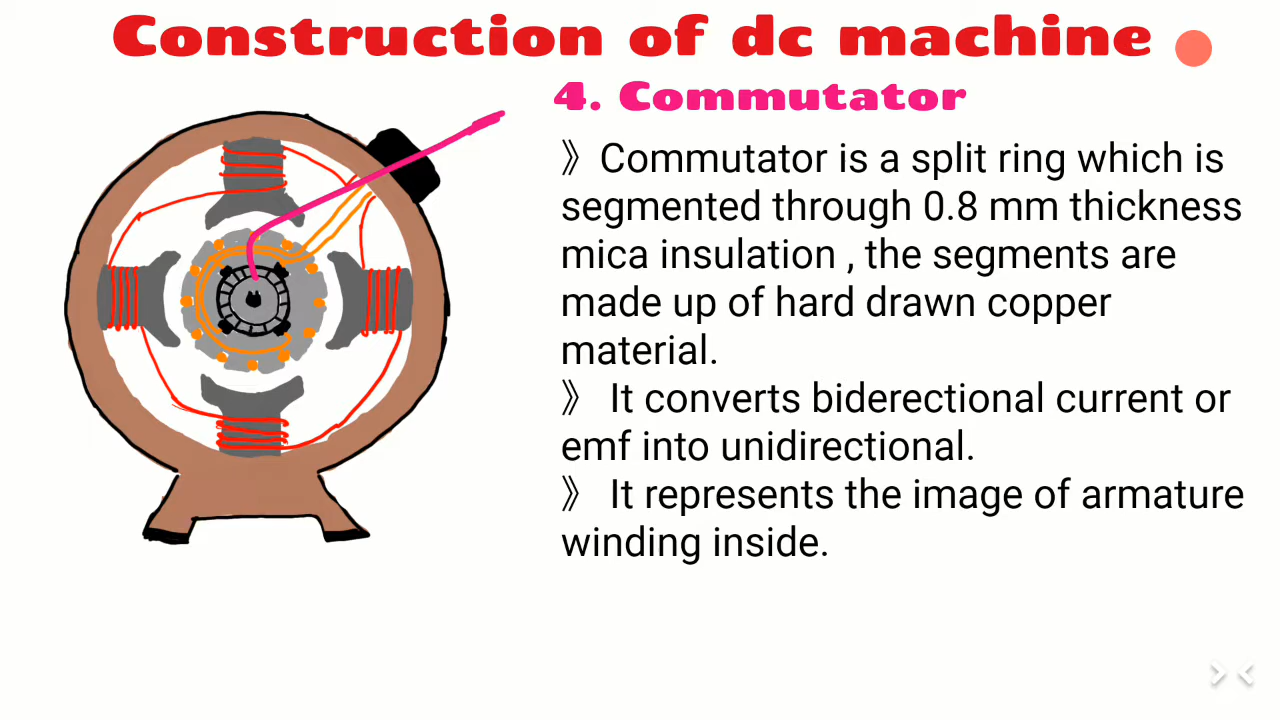 Construction of dc machine
4. Commutator
》Commutator is a split ring which is
segmented through 0.8 mm thickness
mica insulation , the segments are
made up of hard drawn copper
material.
》 It converts biderectional current or
emf into unidirectional.
》 It represents the image of armature
winding inside.